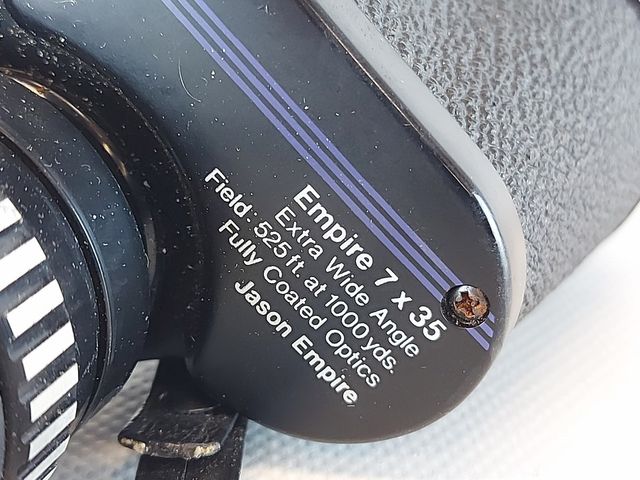 Empire 7 x 35
Extra Wide Angle
Field: 525 ft. at 1000 yds.
Fully Coated Optics
Jason Empire